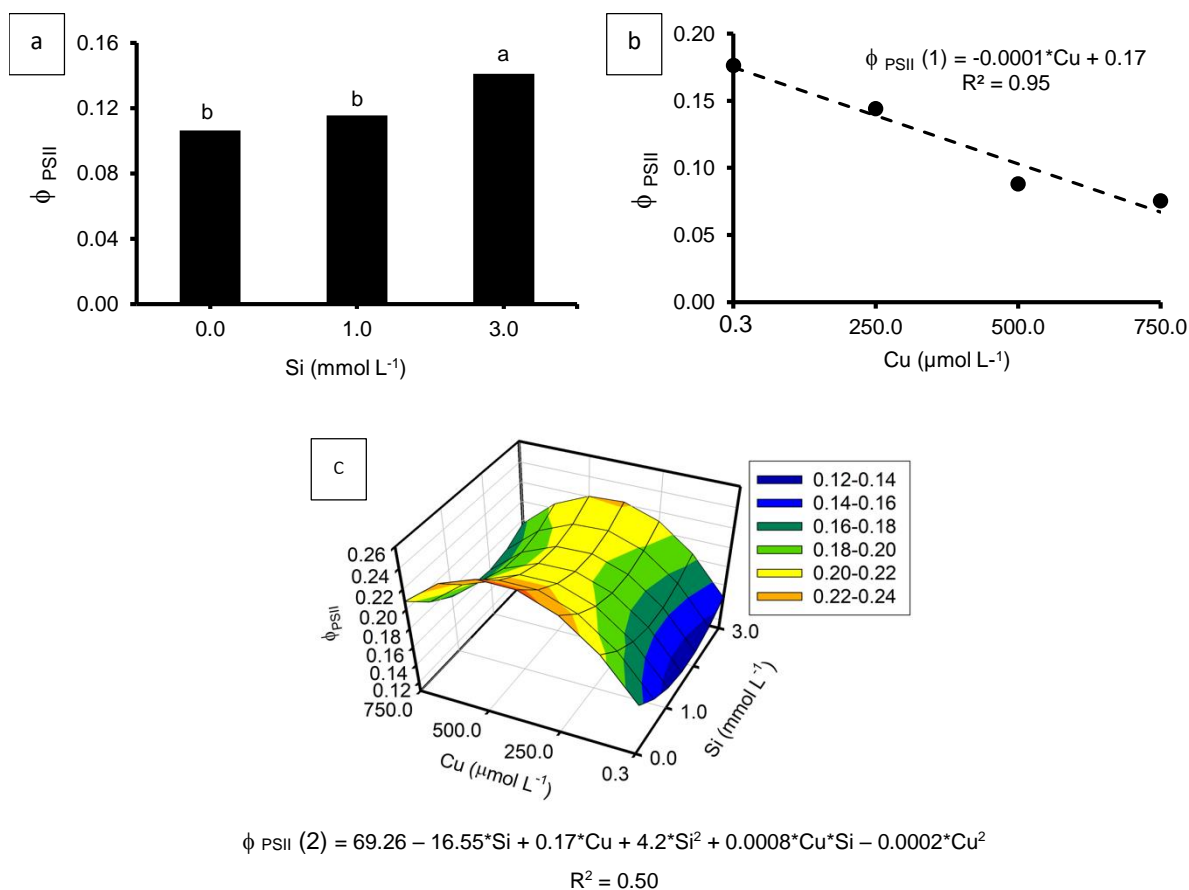 a
0.16
0.12
0.08
0.04
0.00
ϕ PSII
b
b
a
0.0 1.0 3.0
Si (mmol L⁻¹)
b
0.20
0.15
0.10
0.05
0.00
ϕ PSII
ϕ PSII (1) = -0.0001*Cu + 0.17
R² = 0.95
0.3 250.0 500.0 750.0
Cu (µmol L-¹)
c
0.26
0.24
0.22
0.20
0.18
0.16
0.14
0.12
ϕPSII
750.0
500.0
250.0
0.3
Cu (µmol L⁻¹)
0.0
1.0
3.0
Si (mmol L⁻¹)
0.12-0.14
0.14-0.16
0.16-0.18
0.18-0.20
0.20-0.22
0.22-0.24
ϕ PSII (2) = 69.26 – 16.55*Si + 0.17*Cu + 4.2*Si² + 0.0008*Cu*Si – 0.0002*Cu²
R² = 0.50